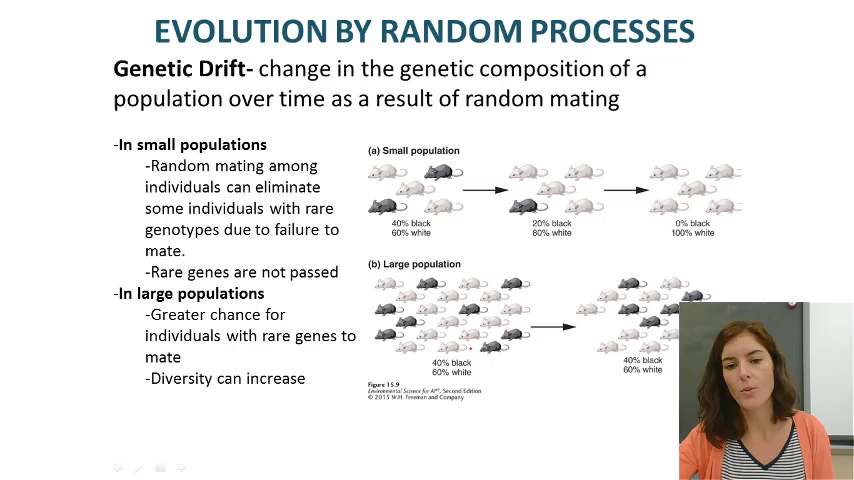 EVOLUTION BY RANDOM PROCESSES
Genetic Drift- change in the genetic composition of a
population over time as a result of random mating
-In small populations
-Random mating among
individuals can eliminate
some individuals with rare
genotypes due to failure to
mate.
-Rare genes are not passed
-In large populations
-Greater chance for
individuals with rare genes to
mate
-Diversity can increase
(a) Small population
40% black
60% white
20% black
80% white
0% black
100% white
(b) Large population
40% black
60% white
40% black
60% white
Figure 15.9
Environmental Science for AP®, Second Edition
© 2015 W.H. Freeman and Company